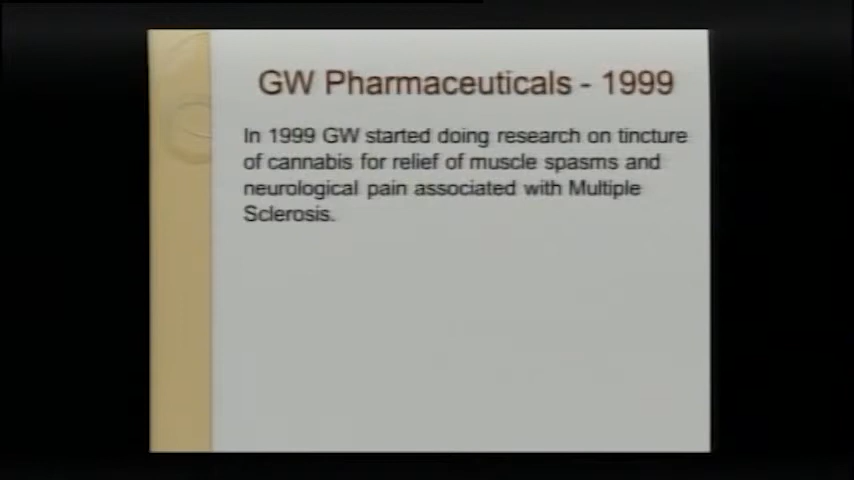 GW Pharmaceuticals - 1999
In 1999 GW started doing research on tincture
of cannabis for relief of muscle spasms and
neurological pain associated with Multiple
Sclerosis.